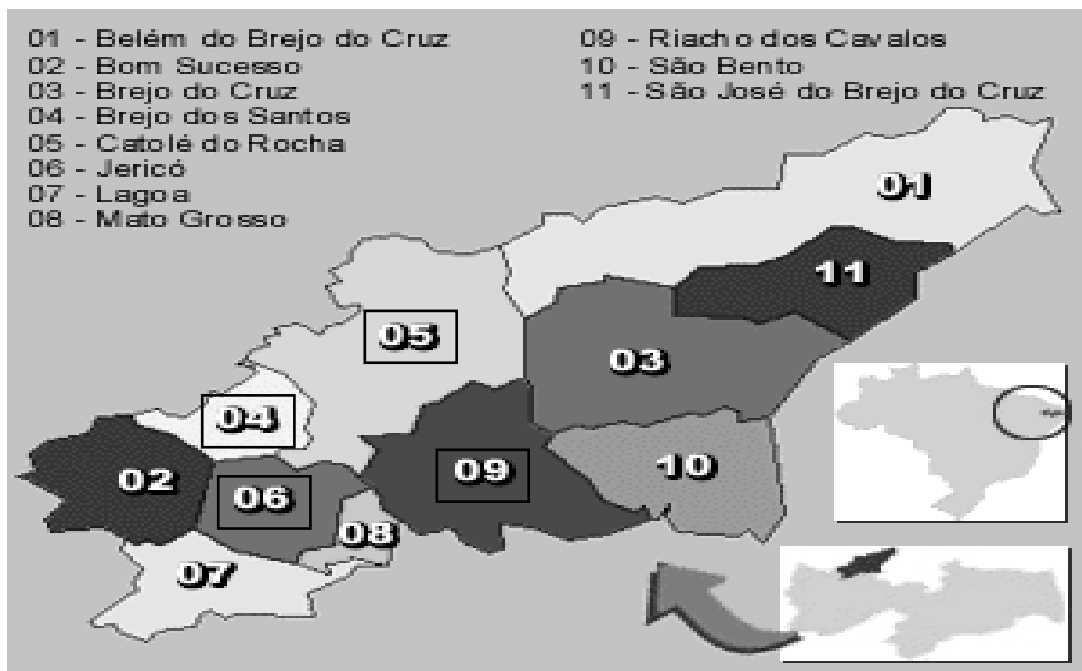 01 - Belém do Brejo do Cruz
02 - Bom Sucesso
03 - Brejo do Cruz
04 - Brejo dos Santos
05 - Catolé do Rocha
06 - Jericó
07 - Lagoa
08 - Mato Grosso
09 - Riacho dos Cavalos
10 - São Bento
11 - São José do Brejo do Cruz
01
11
05
03
04
02
06
09
10
08
07